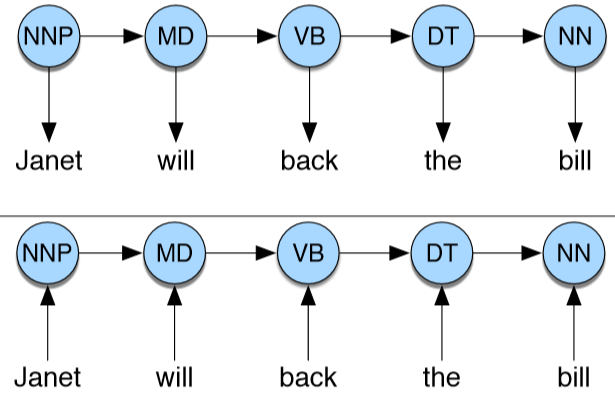 NNP MD VB DT NN
Janet will back the bill
NNP MD VB DT NN
Janet will back the bill